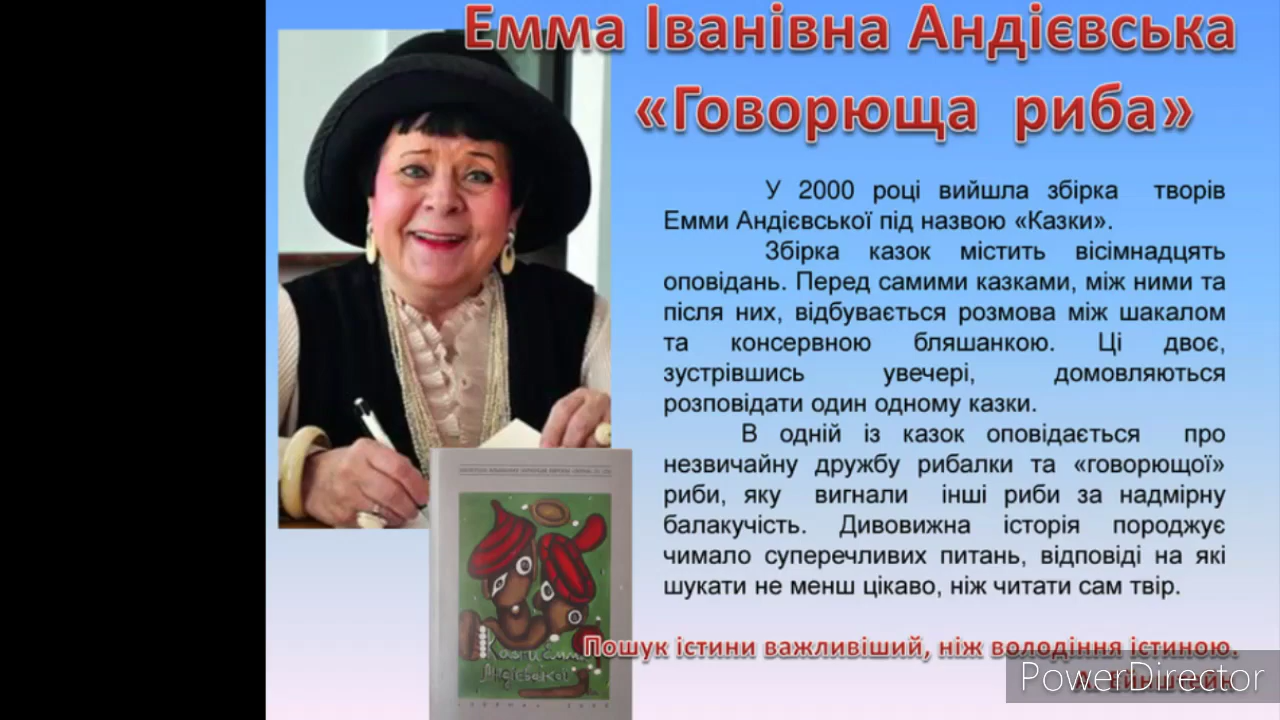 Емма Іванівна Андієвська
«Говорюща риба»
У 2000 році вийшла збірка творів
Емми Андієвської під назвою «Казки».
Збірка казок містить вісімнадцять
оповідань. Перед самими казками, між ними та
після них, відбувається розмова між шакалом
та консервною бляшанкою. Ці двоє,
зустрівшись увечері, домовляються
розповідати один одному казки.
В одній із казок оповідається про
незвичайну дружбу рибалки та «говорющої»
риби, яку вигнали інші риби за надмірну
балакучість. Дивовижна історія породжує
чимало суперечливих питань, відповіді на які
шукати не менш цікаво, ніж читати сам твір.
Казки Емми
Андієвської
Пошук істини важливіший, ніж володіння істиною.
А. Ейнштейн
PowerDirector